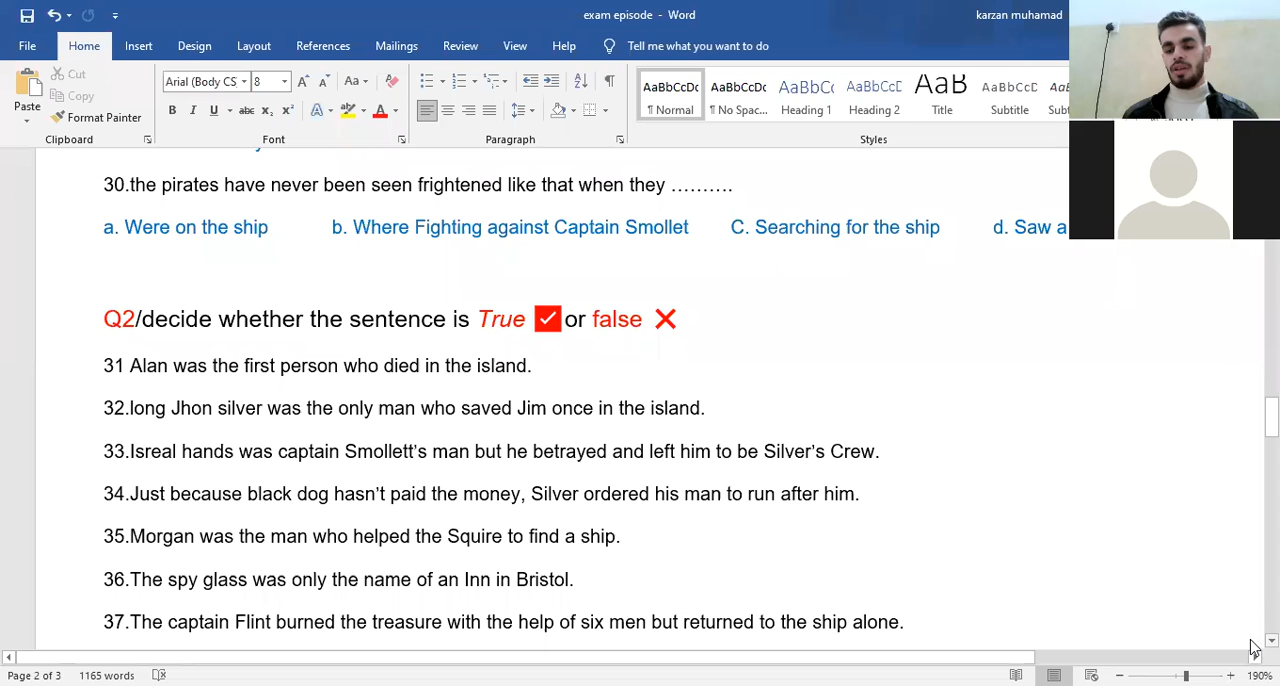 exam episode - Word
karzan muhamad
File Home Insert Design Layout References Mailings Review View Help Tell me what you want to do
Cut
Copy
Paste
Format Painter
Arial (Body CS 8
AaBbCcDc AaBbCcDc AaBbCc AaBbCcC AaB AaBbCcD
¶ Normal ¶ No Spac... Heading 1 Heading 2 Title Subtitle
Clipboard Font Paragraph Styles
30.the pirates have never been seen frightened like that when they ..........
a. Were on the ship b. Where Fighting against Captain Smollet C. Searching for the ship d. Saw a
Q2/decide whether the sentence is True or false
31 Alan was the first person who died in the island.
32.long Jhon silver was the only man who saved Jim once in the island.
33.Isreal hands was captain Smollett’s man but he betrayed and left him to be Silver’s Crew.
34.Just because black dog hasn’t paid the money, Silver ordered his man to run after him.
35.Morgan was the man who helped the Squire to find a ship.
36.The spy glass was only the name of an Inn in Bristol.
37.The captain Flint burned the treasure with the help of six men but returned to the ship alone.
Page 2 of 3 1165 words 190%